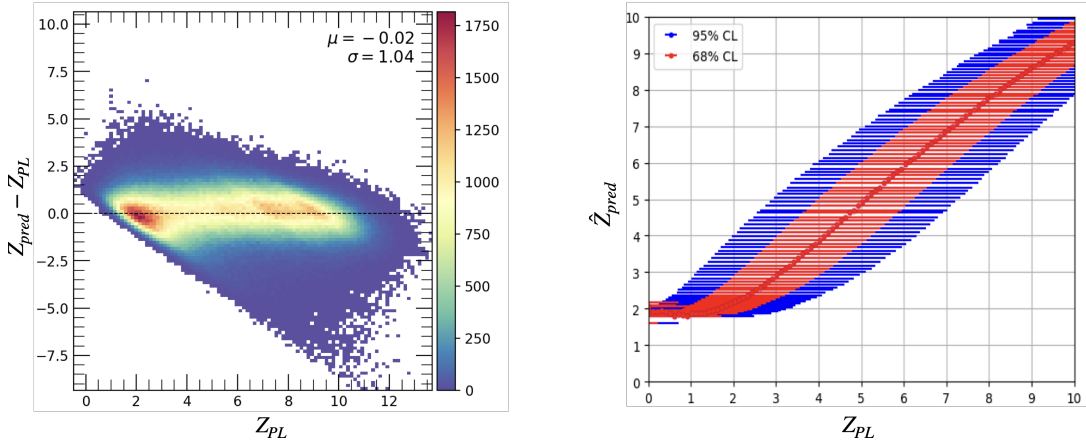 μ = −0.02
σ = 1.04
Z_pred − Z_PL
10.0
7.5
5.0
2.5
0.0
−2.5
−5.0
−7.5
0 2 4 6 8 10 12
Z_PL
1750
1500
1250
1000
750
500
250
0
95% CL
68% CL
Ẑ_pred
10
9
8
7
6
5
4
3
2
1
0
0 1 2 3 4 5 6 7 8 9 10
Z_PL